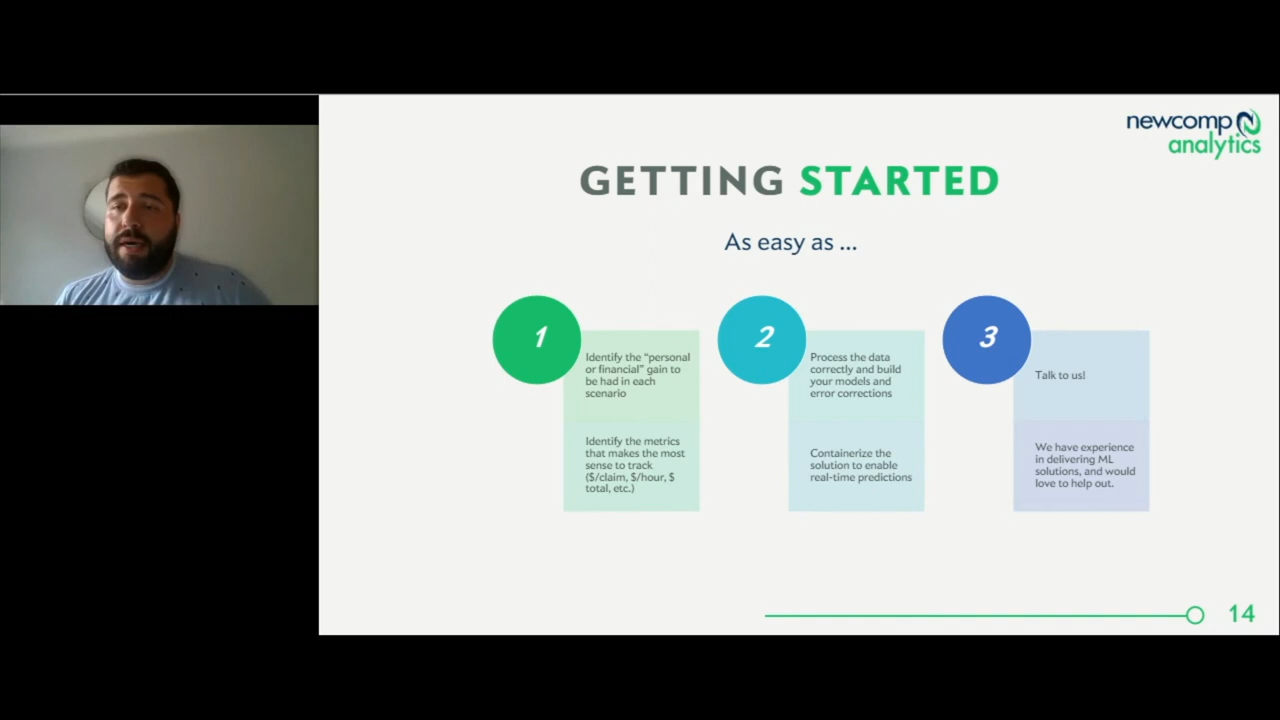 newcomp
analytics
GETTING STARTED
As easy as ...
1
Identify the “personal
or financial” gain to
be had in each
scenario
Identify the metrics
that makes the most
sense to track
($/claim, $/hour, $
total, etc.)
2
Process the data
correctly and build
your models and
error corrections
Containerize the
solution to enable
real-time predictions
3
Talk to us!
We have experience
in delivering ML
solutions, and would
love to help out.
14